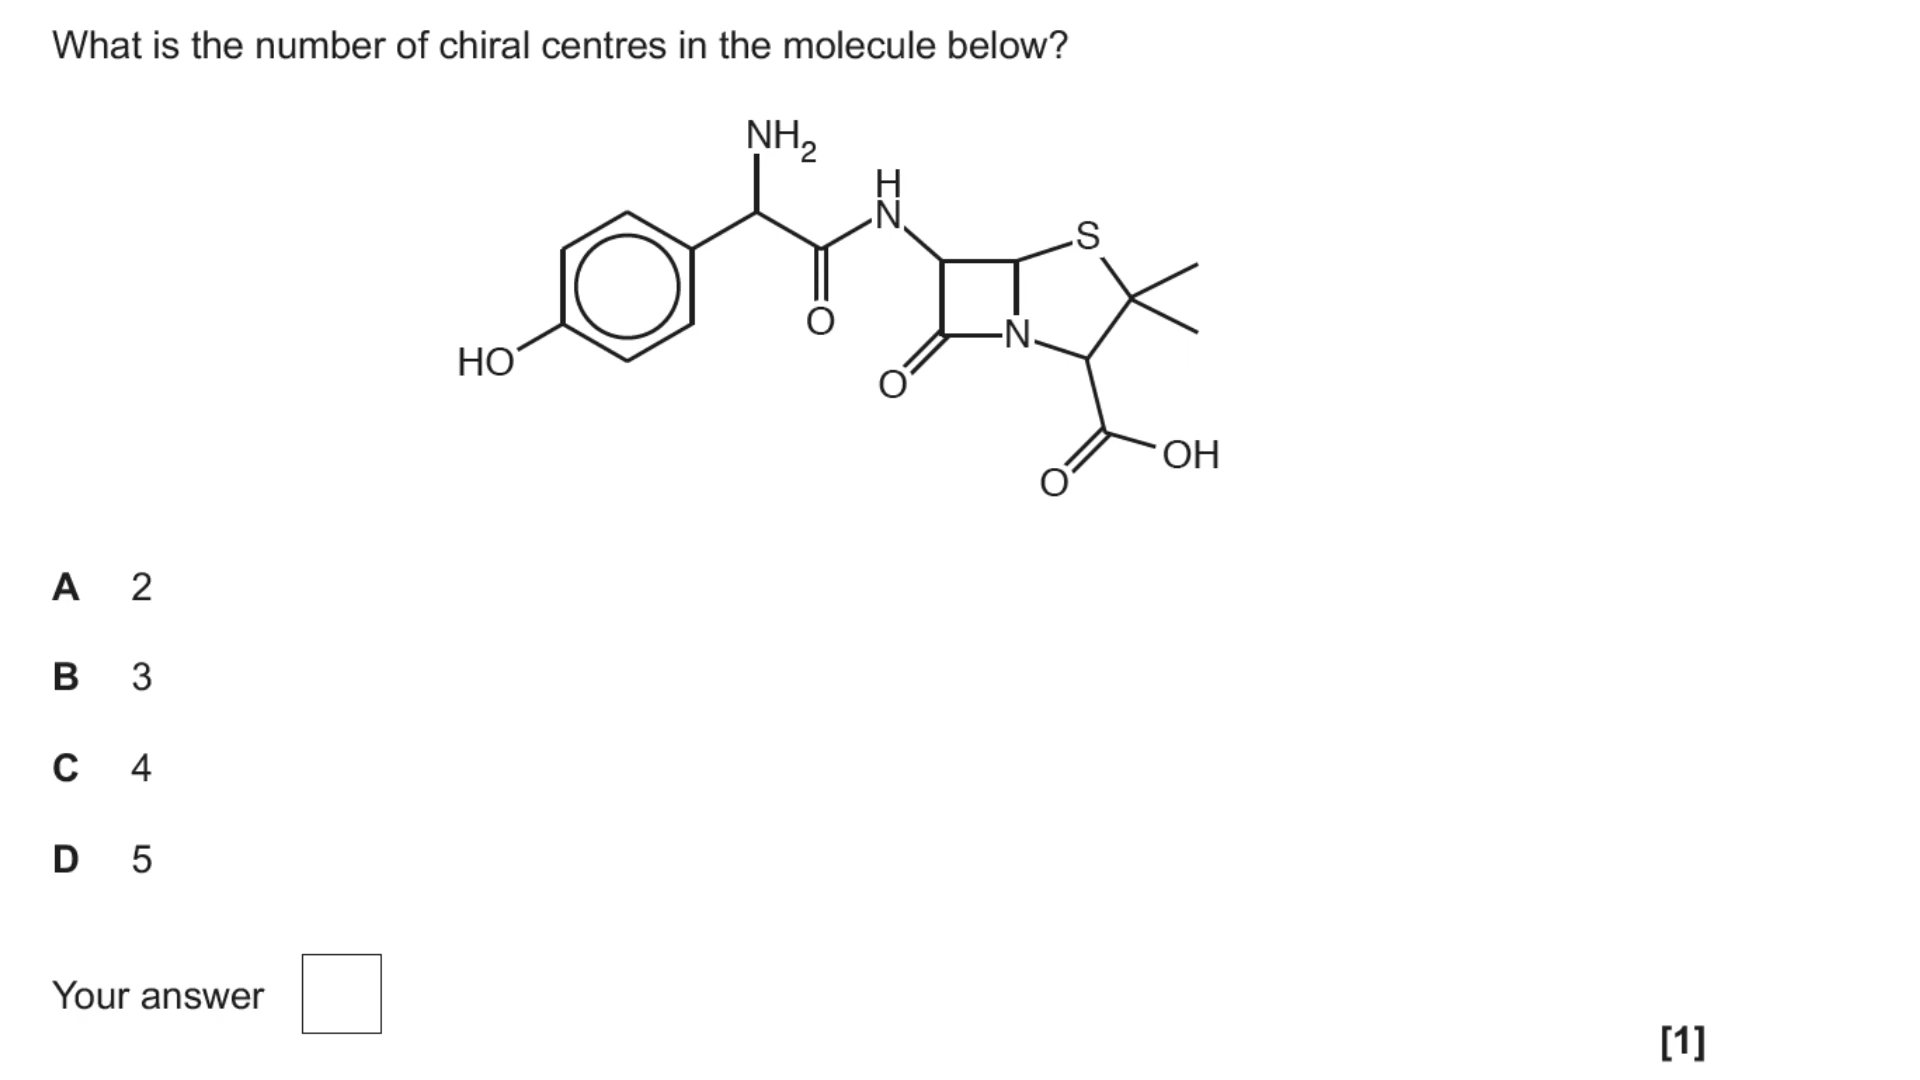 What is the number of chiral centres in the molecule below?
NH2
H
N
S
O
N
HO
O
OH
O
A 2
B 3
C 4
D 5
Your answer
[1]